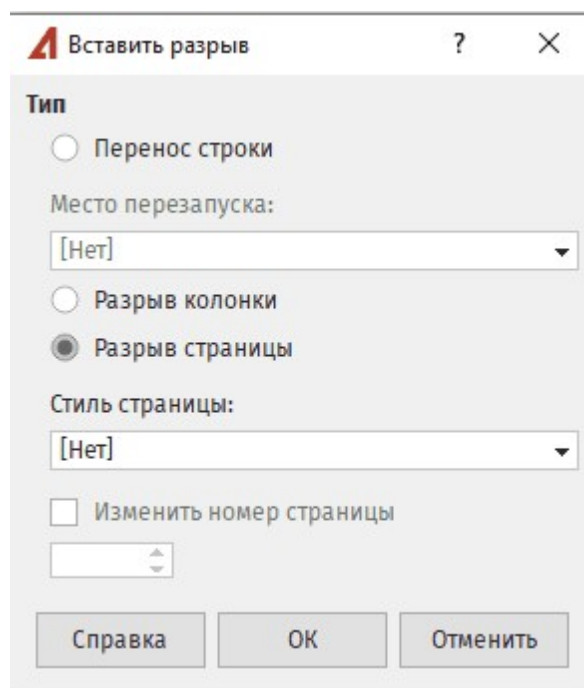 Вставить разрыв ? ×
Тип
Перенос строки
Место перезапуска:
[Нет]
Разрыв колонки
Разрыв страницы
Стиль страницы:
[Нет]
Изменить номер страницы
Справка ОК Отменить